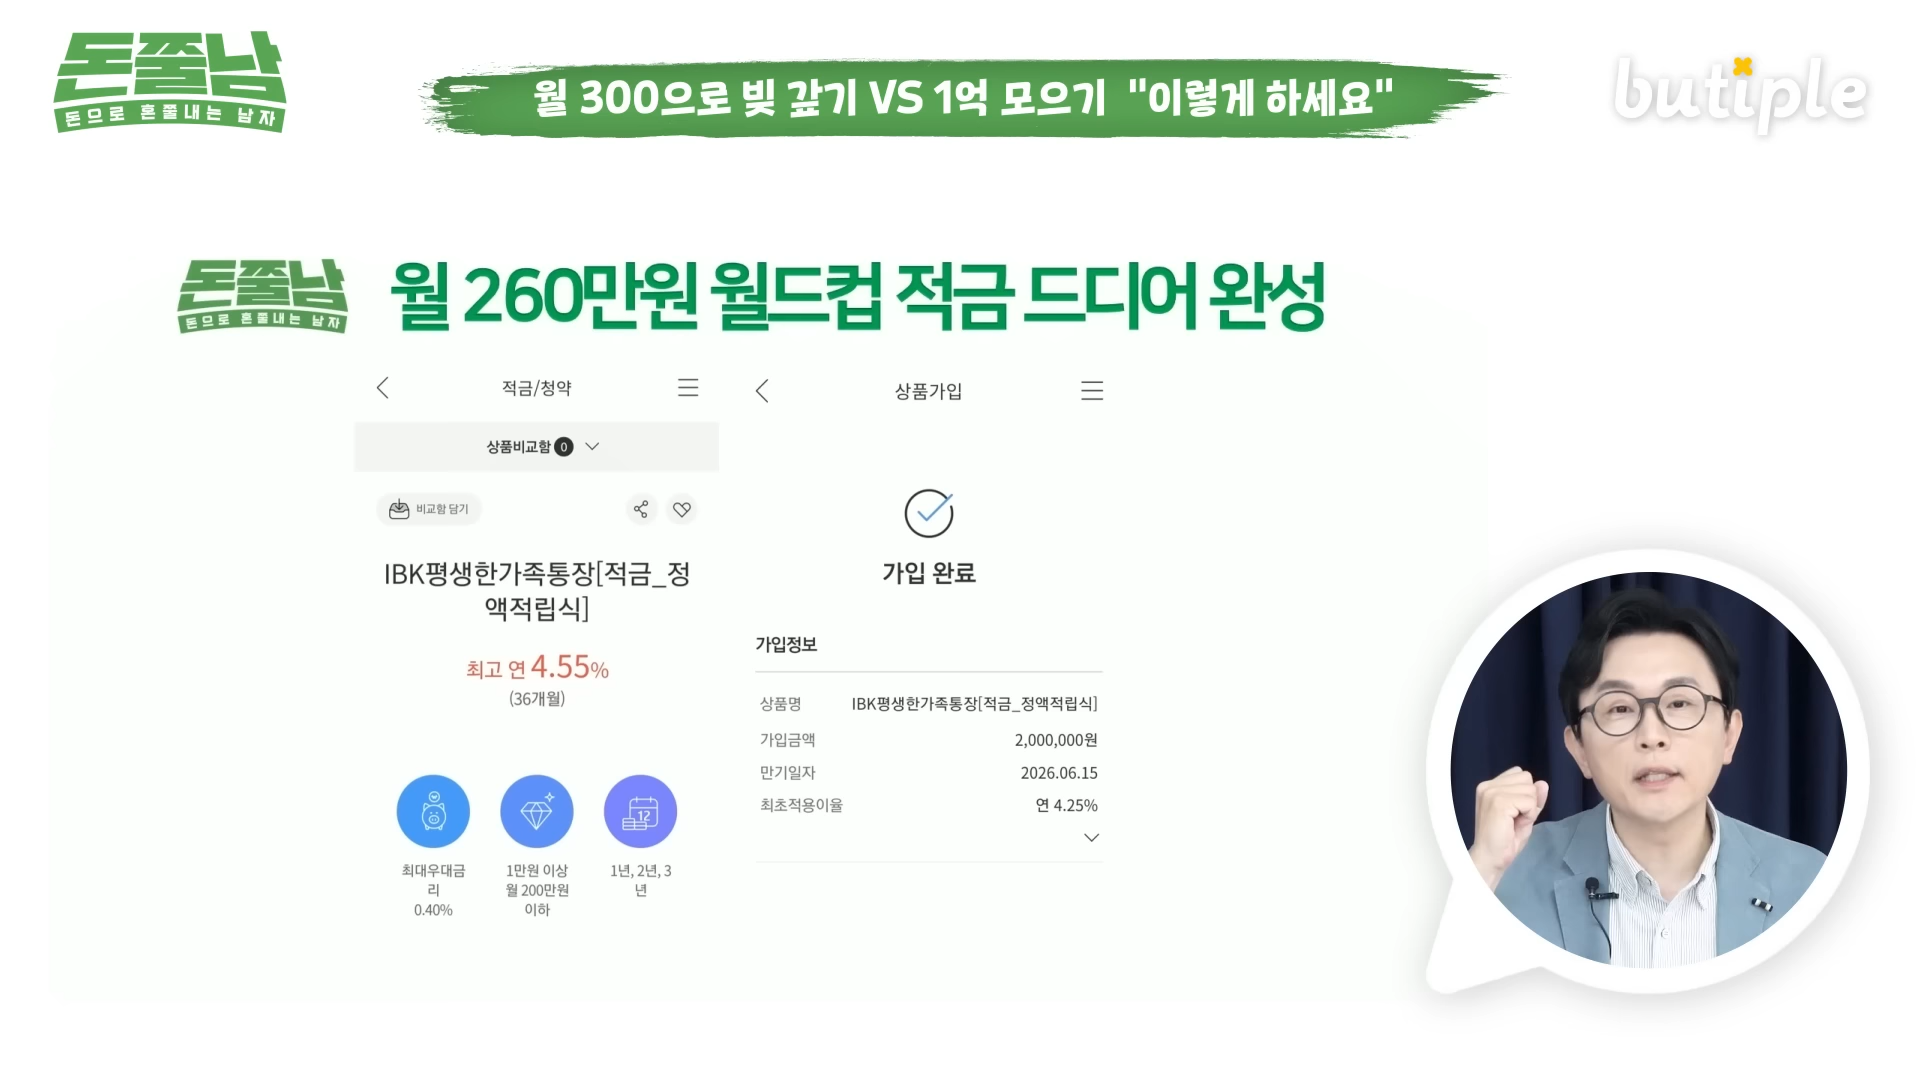 돈쭐남
돈므로 혼쭐내는 남자
월 300으로 빚 갚기 VS 1억 모으기 "이렇게 하세요"
butiple
돈쭐남
돈므로 혼쭐내는 남자
월 260만원 월드컵 적금 드디어 완성
적금/청약
상품비교함 0
비교함 담기
IBK평생한가족통장[적금_정
액적립식]
최고 연 4.55%
(36개월)
최대우대금
리
0.40%
1만원 이상
월 200만원
이하
12
1년, 2년, 3
년
상품가입
가입 완료
가입정보
상품명 IBK평생한가족통장[적금_정액적립식]
가입금액 2,000,000원
만기일자 2026.06.15
최초적용이율 연 4.25%